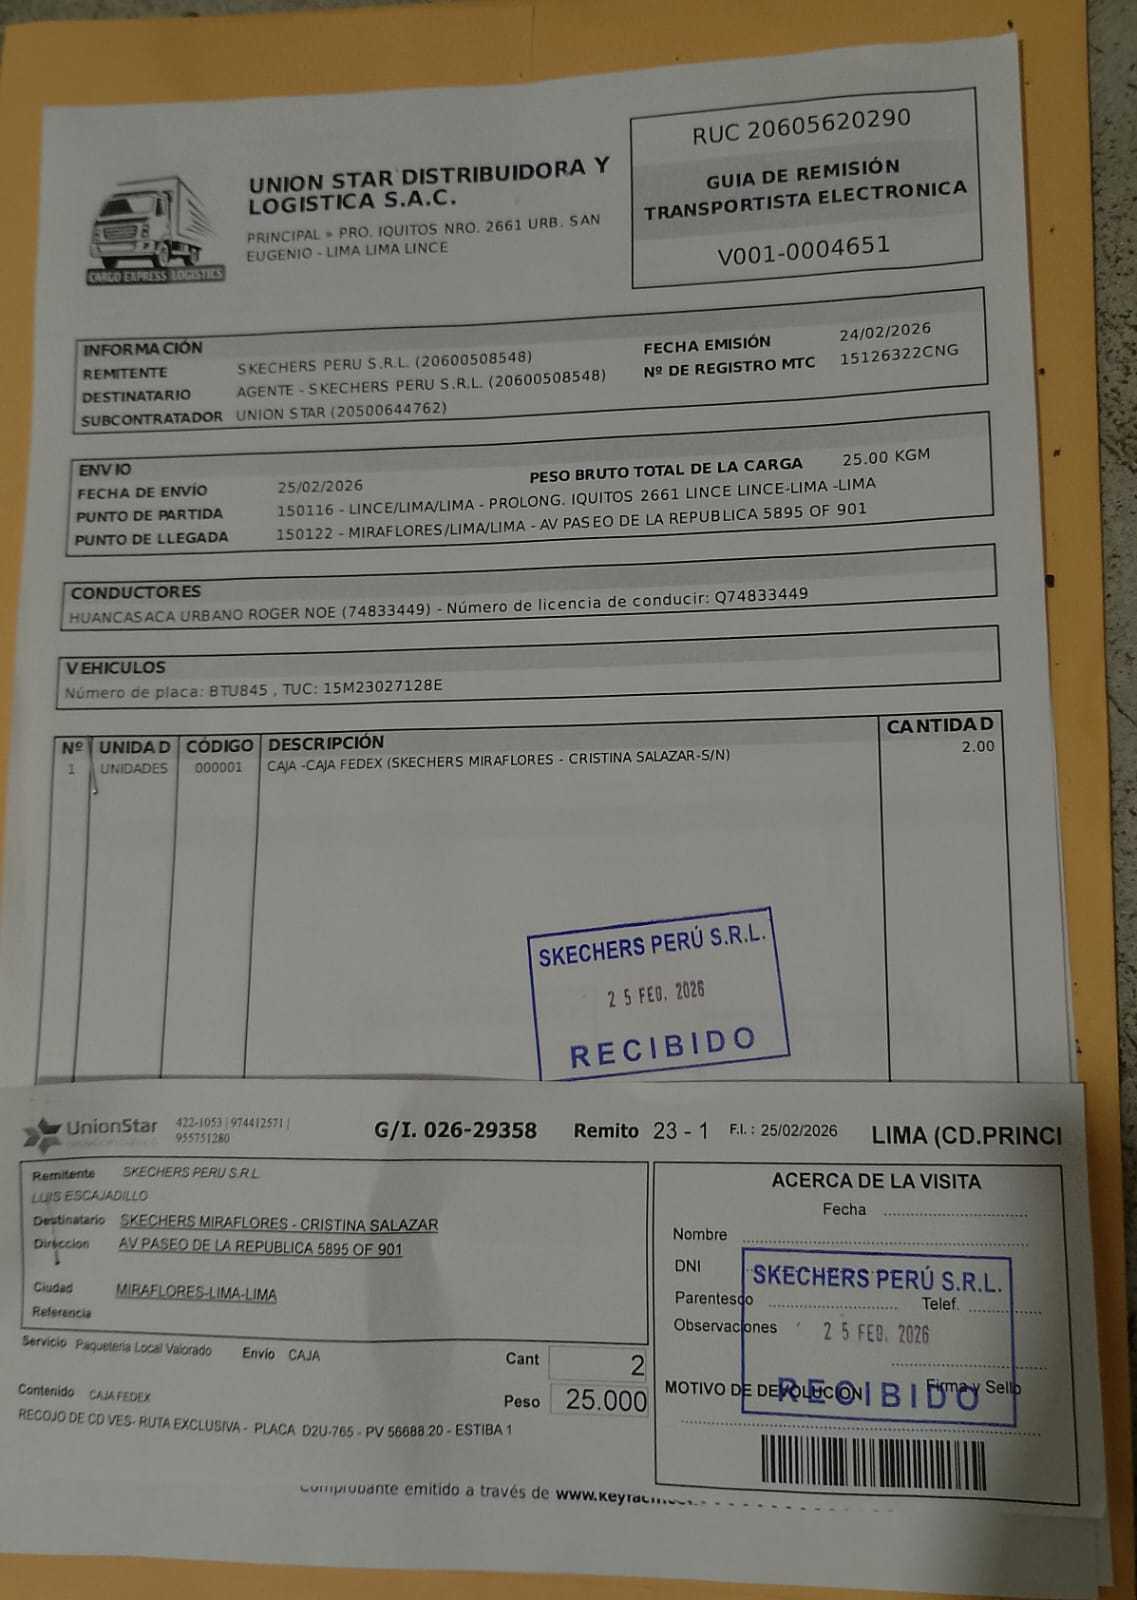 RUC 20605620290
GUIA DE REMISIÓN
TRANSPORTISTA ELECTRONICA
V001-0004651
UNION STAR DISTRIBUIDORA Y
LOGISTICA S.A.C.
PRINCIPAL » PRO. IQUITOS NRO. 2661 URB. SAN
EUGENIO - LIMA LIMA LINCE
CARGO EXPRESS LOGISTICS
INFORMACIÓN
REMITENTE SKECHERS PERU S.R.L. (20600508548)
DESTINATARIO AGENTE - SKECHERS PERU S.R.L. (20600508548)
SUBCONTRATADOR UNION STAR (20500644762)
FECHA EMISIÓN 24/02/2026
Nº DE REGISTRO MTC 15126322CNG
ENVIO
FECHA DE ENVÍO 25/02/2026 PESO BRUTO TOTAL DE LA CARGA 25.00 KGM
PUNTO DE PARTIDA 150116 - LINCE/LIMA/LIMA - PROLONG. IQUITOS 2661 LINCE LINCE-LIMA -LIMA
PUNTO DE LLEGADA 150122 - MIRAFLORES/LIMA/LIMA - AV PASEO DE LA REPUBLICA 5895 OF 901
CONDUCTORES
HUANCASACA URBANO ROGER NOE (74833449) - Número de licencia de conducir: Q74833449
VEHICULOS
Número de placa: BTU845 , TUC: 15M23027128E
Nº UNIDAD CÓDIGO DESCRIPCIÓN CANTIDAD
1 UNIDADES 000001 CAJA -CAJA FEDEX (SKECHERS MIRAFLORES - CRISTINA SALAZAR-S/N) 2.00
SKECHERS PERÚ S.R.L.
25 FEB. 2026
RECIBIDO
UnionStar 422-1053 | 974412571 |
955751280
G/I. 026-29358 Remito 23 - 1 F.I. : 25/02/2026 LIMA (CD.PRINCI
Remitente SKECHERS PERU S.R.L.
LUIS ESCAJADILLO
Destinatario SKECHERS MIRAFLORES - CRISTINA SALAZAR
Direccion AV PASEO DE LA REPUBLICA 5895 OF 901
Ciudad MIRAFLORES-LIMA-LIMA
Referencia
Servicio Paqueteria Local Valorado Envío CAJA
Cant 2
Contenido CAJA FEDEX
Peso 25.000
RECOJO DE CD VES- RUTA EXCLUSIVA - PLACA D2U-765 - PV 56688.20 - ESTIBA 1
ACERCA DE LA VISITA
Fecha
Nombre
DNI
Parentesco Telef.
Observaciones
Firma y Sello
MOTIVO DE DEVOLUCION
SKECHERS PERÚ S.R.L.
25 FEB. 2026
RECIBIDO
Comprobante emitido a través de